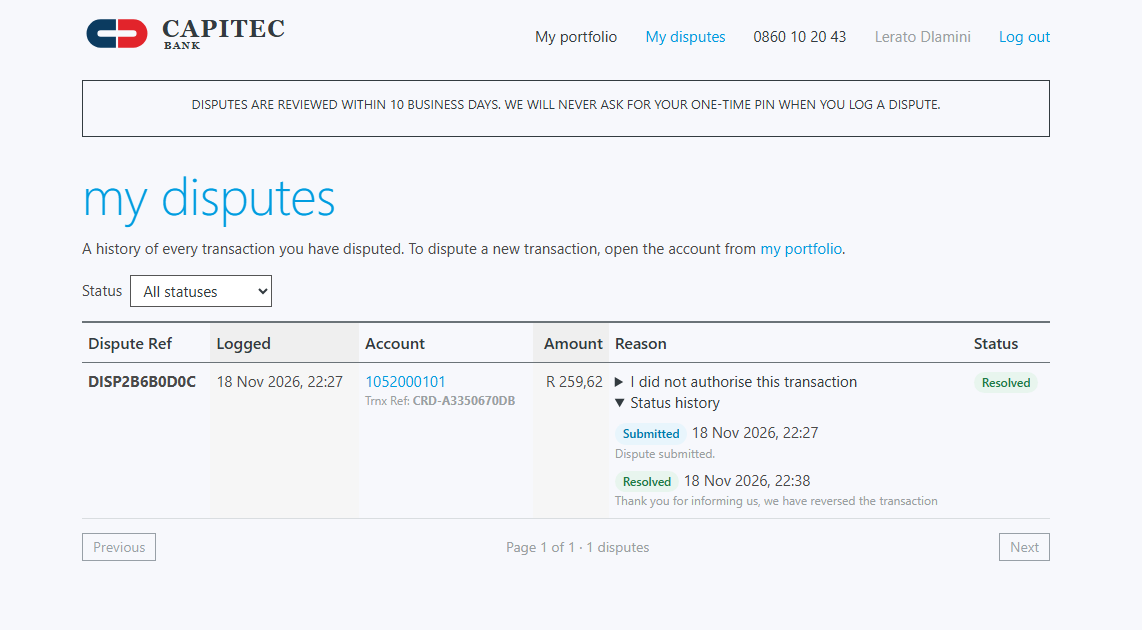 CAPITEC
BANK
My portfolio My disputes 0860 10 20 43 Lerato Dlamini Log out
DISPUTES ARE REVIEWED WITHIN 10 BUSINESS DAYS. WE WILL NEVER ASK FOR YOUR ONE-TIME PIN WHEN YOU LOG A DISPUTE.
my disputes
A history of every transaction you have disputed. To dispute a new transaction, open the account from my portfolio.
Status All statuses
Dispute Ref Logged Account Amount Reason Status
DISP2B6B0D0C 18 Nov 2026, 22:27 1052000101 R 259,62 I did not authorise this transaction Resolved
Trnx Ref: CRD-A3350670DB Status history
Submitted 18 Nov 2026, 22:27
Dispute submitted.
Resolved 18 Nov 2026, 22:38
Thank you for informing us, we have reversed the transaction
Previous Page 1 of 1 · 1 disputes Next